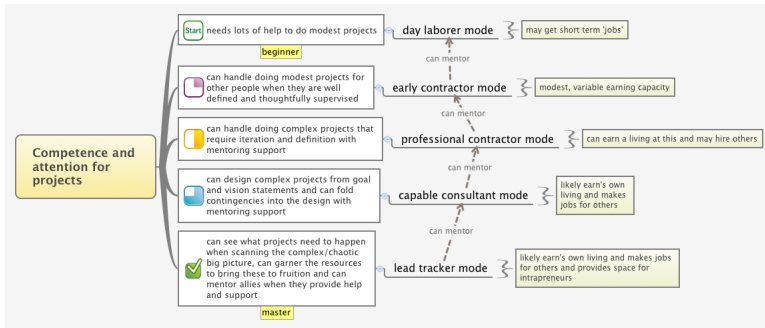 Competence and
attention for
projects
Start
needs lots of help to do modest projects
beginner
day laborer mode
may get short term 'jobs'
can mentor
can handle doing modest projects for
other people when they are well
defined and thoughtfully supervised
early contractor mode
modest, variable earning capacity
can mentor
can handle doing complex projects that
require iteration and definition with
mentoring support
professional contractor mode
can earn a living at this and may hire others
can mentor
can design complex projects from goal
and vision statements and can fold
contingencies into the design with
mentoring support
capable consultant mode
likely earn's own
living and makes
jobs for others
can mentor
can see what projects need to happen
when scanning the complex/chaotic
big picture, can garner the resources
to bring these to fruition and can
mentor allies when they provide help
and support
master
lead tracker mode
likely earn's own living and makes jobs
for others and provides space for
intrapreneurs